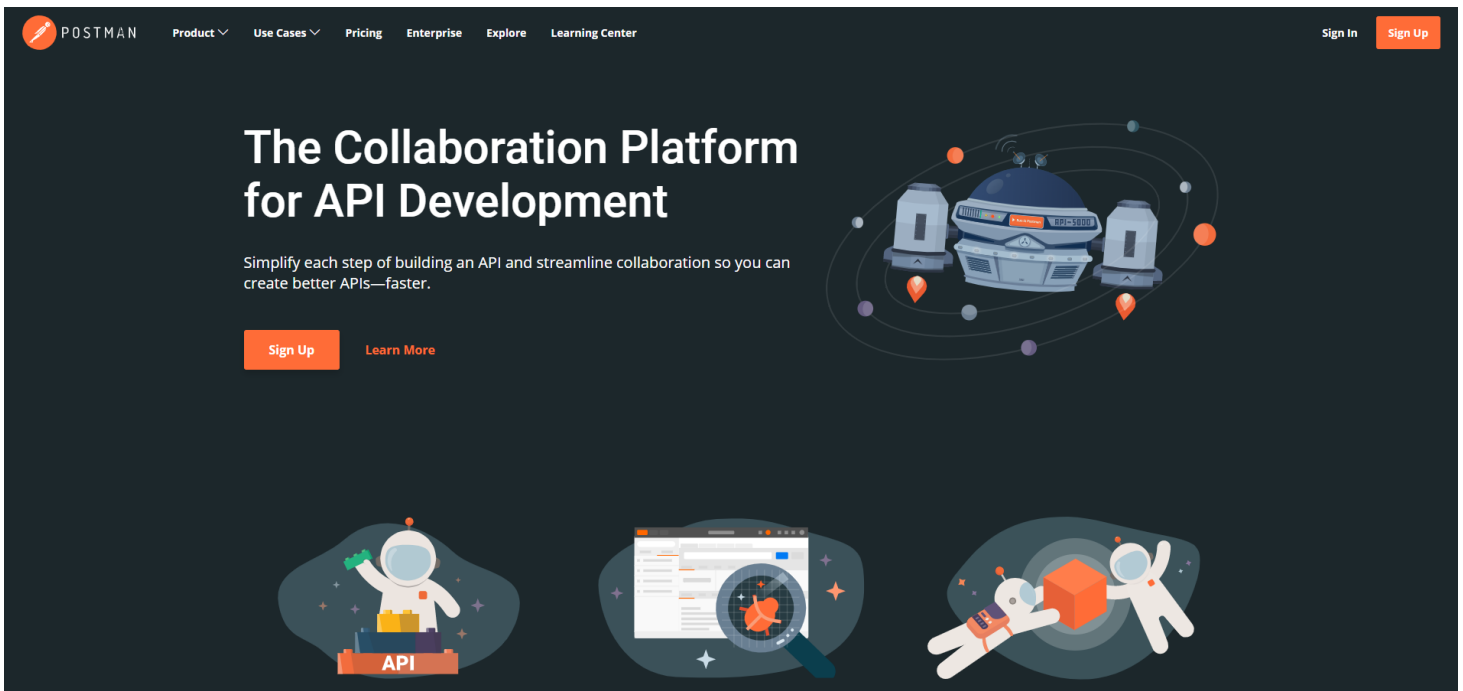 POSTMAN Product Use Cases Pricing Enterprise Explore Learning Center Sign In Sign Up
The Collaboration Platform
for API Development
Simplify each step of building an API and streamline collaboration so you can
create better APIs—faster.
Sign Up Learn More
API-5000
API